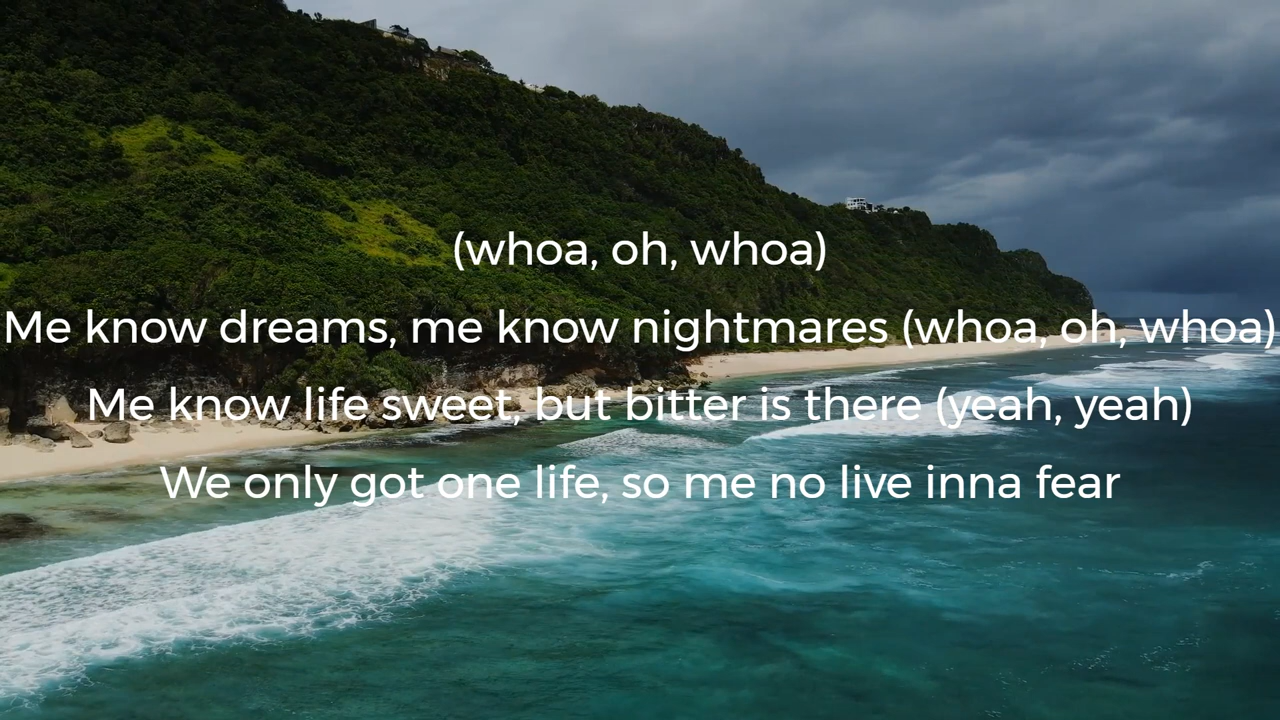 (whoa, oh, whoa)
Me know dreams, me know nightmares (whoa, oh, whoa)
Me know life sweet, but bitter is there (yeah, yeah)
We only got one life, so me no live inna fear